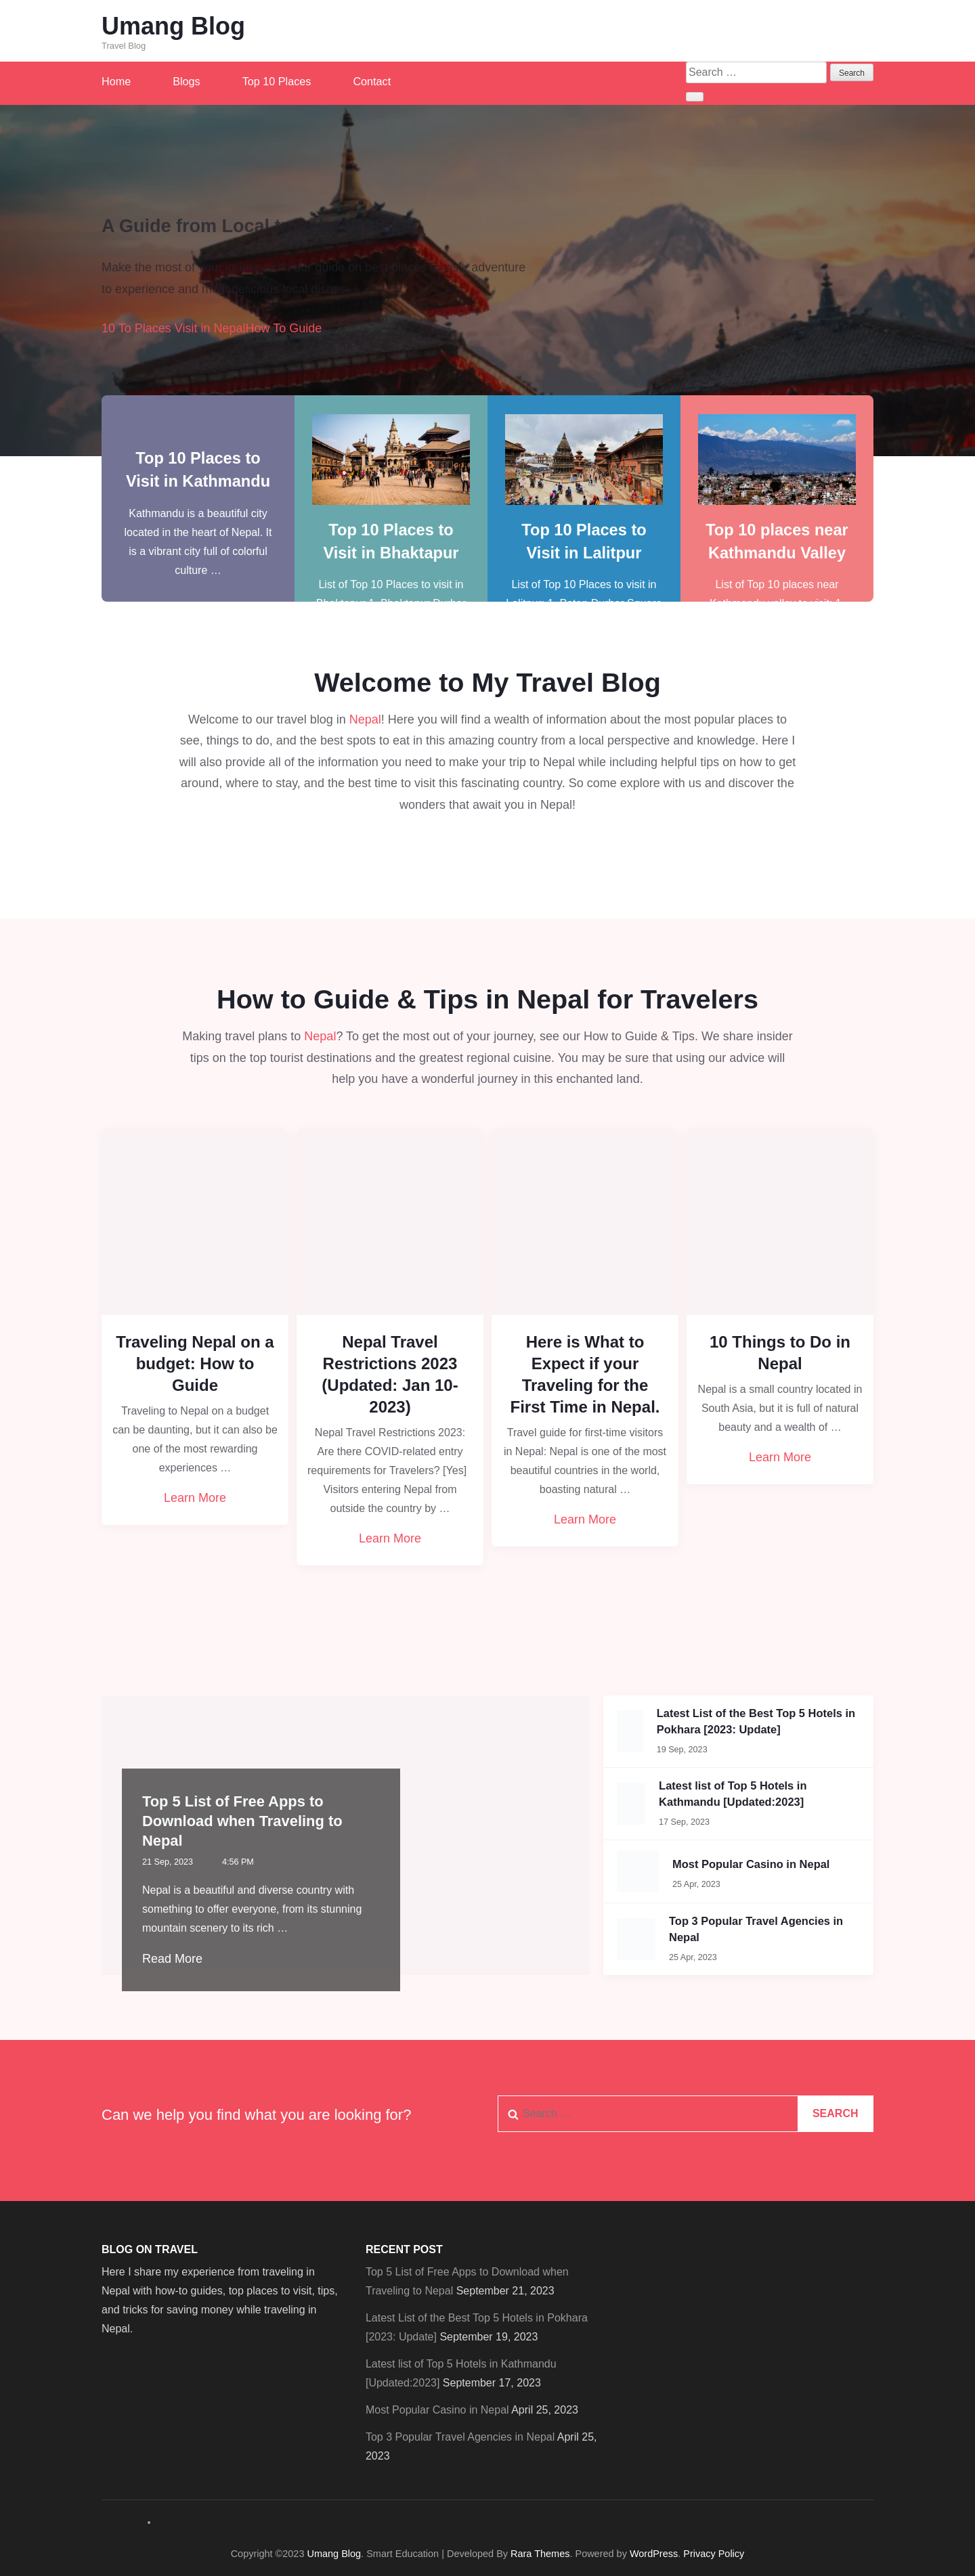 Umang Blog
Travel Blog
Home
Blogs
Top 10 Places
Contact
Search …
Search
A Guide from Local
Make the most of guide on best adventure
to experience and
10 To Places Visit in NepalHow To Guide
Top 10 Places to
Visit in Kathmandu
Kathmandu is a beautiful city
located in the heart of Nepal. It
is a vibrant city full of colorful
culture …
Top 10 Places to
Visit in Bhaktapur
List of Top 10 Places to visit in
Top 10 Places to
Visit in Lalitpur
List of Top 10 Places to visit in
Top 10 places near
Kathmandu Valley
List of Top 10 places near
Welcome to My Travel Blog
Welcome to our travel blog in Nepal! Here you will find a wealth of information about the most popular places to
see, things to do, and the best spots to eat in this amazing country from a local perspective and knowledge. Here I
will also provide all of the information you need to make your trip to Nepal while including helpful tips on how to get
around, where to stay, and the best time to visit this fascinating country. So come explore with us and discover the
wonders that await you in Nepal!
How to Guide & Tips in Nepal for Travelers
Making travel plans to Nepal? To get the most out of your journey, see our How to Guide & Tips. We share insider
tips on the top tourist destinations and the greatest regional cuisine. You may be sure that using our advice will
help you have a wonderful journey in this enchanted land.
Traveling Nepal on a
budget: How to
Guide
Traveling to Nepal on a budget
can be daunting, but it can also be
one of the most rewarding
experiences …
Learn More
Nepal Travel
Restrictions 2023
(Updated: Jan 10-
2023)
Nepal Travel Restrictions 2023:
Are there COVID-related entry
requirements for Travelers? [Yes]
Visitors entering Nepal from
outside the country by …
Learn More
Here is What to
Expect if your
Traveling for the
First Time in Nepal.
Travel guide for first-time visitors
in Nepal: Nepal is one of the most
beautiful countries in the world,
boasting natural …
Learn More
10 Things to Do in
Nepal
Nepal is a small country located in
South Asia, but it is full of natural
beauty and a wealth of …
Learn More
Top 5 List of Free Apps to
Download when Traveling to
Nepal
21 Sep, 2023
4:56 PM
Nepal is a beautiful and diverse country with
something to offer everyone, from its stunning
mountain scenery to its rich …
Read More
Latest List of the Best Top 5 Hotels in
Pokhara [2023: Update]
19 Sep, 2023
Latest list of Top 5 Hotels in
Kathmandu [Updated:2023]
17 Sep, 2023
Most Popular Casino in Nepal
25 Apr, 2023
Top 3 Popular Travel Agencies in
Nepal
25 Apr, 2023
Can we help you find what you are looking for?
Search …
SEARCH
BLOG ON TRAVEL
Here I share my experience from traveling in
Nepal with how-to guides, top places to visit, tips,
and tricks for saving money while traveling in
Nepal.
RECENT POST
Top 5 List of Free Apps to Download when
Traveling to Nepal September 21, 2023
Latest List of the Best Top 5 Hotels in Pokhara
[2023: Update] September 19, 2023
Latest list of Top 5 Hotels in Kathmandu
[Updated:2023] September 17, 2023
Most Popular Casino in Nepal April 25, 2023
Top 3 Popular Travel Agencies in Nepal April 25,
2023
Copyright ©2023 Umang Blog. Smart Education | Developed By Rara Themes. Powered by WordPress. Privacy Policy